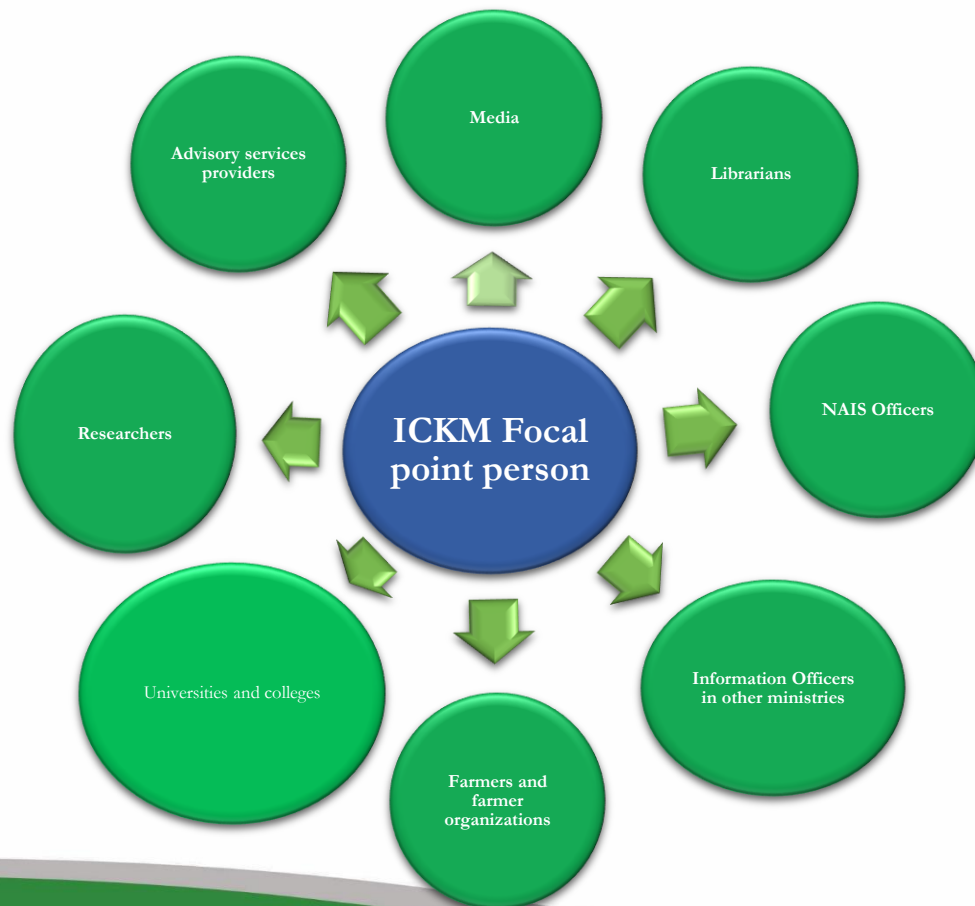 Media
Advisory services
providers
Librarians
NAIS Officers
ICKM Focal
point person
Researchers
Information Officers
in other ministries
Universities and colleges
Farmers and
farmer
organizations